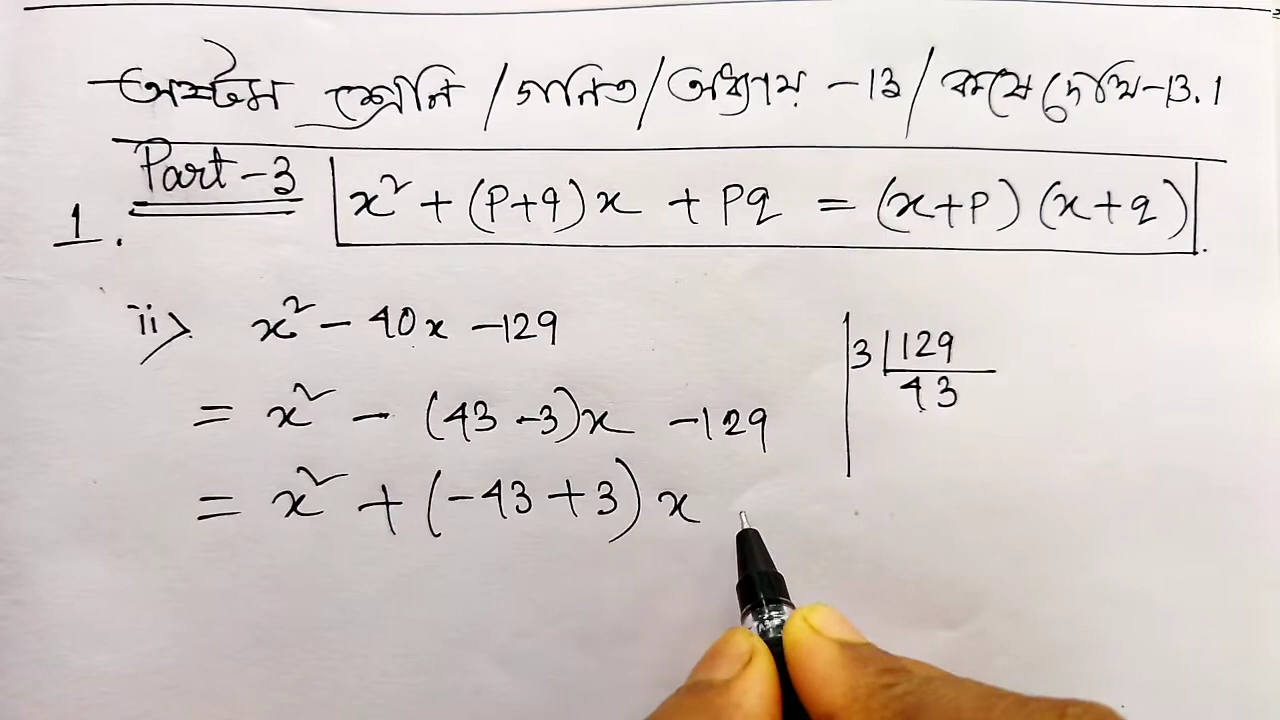 অষ্টম শ্রেনি / গনিত / অধ্যায় - 13 / কষে দেখি - 13.1
Part - 3
x² + (p+q)x + pq = (x+p) (x+q)
1.
ii> x² - 40x - 129
= x² - (43 - 3)x - 129
= x² + (-43 + 3) x
3 | 129
43